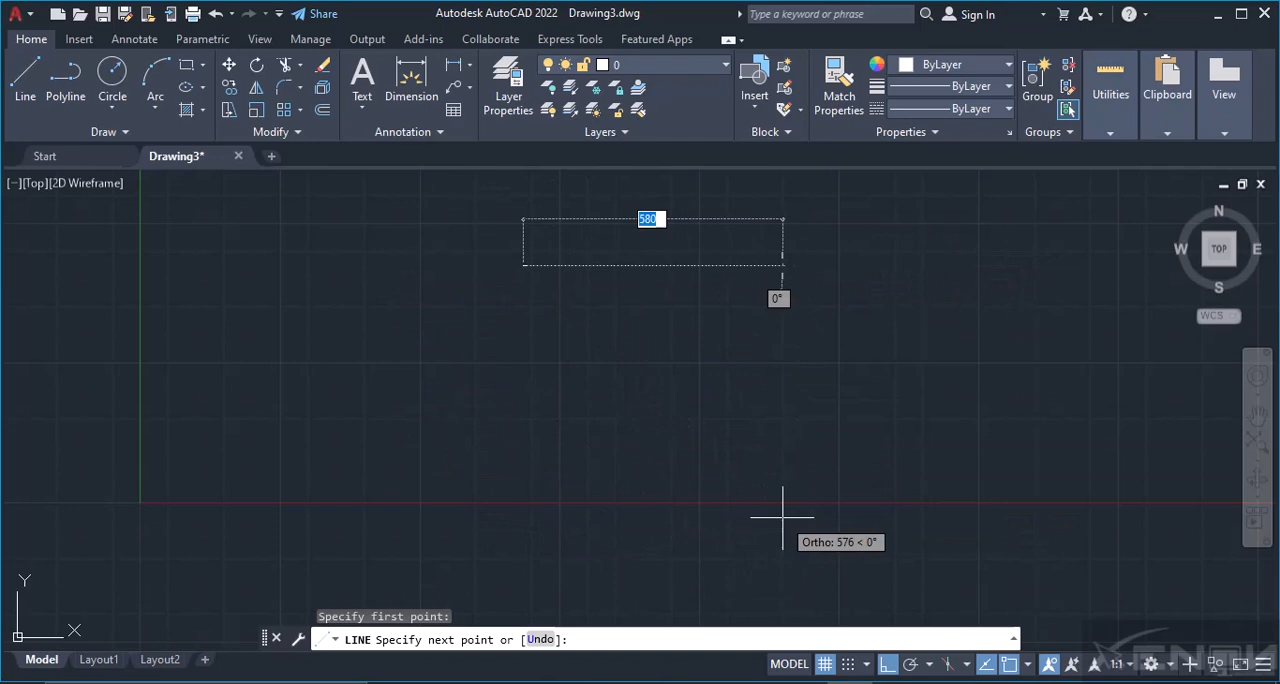 Share
Autodesk AutoCAD 2022 Drawing3.dwg
Type a keyword or phrase
Sign In
Home Insert Annotate Parametric View Manage Output Add-ins Collaborate Express Tools Featured Apps
Line Polyline Circle Arc
Draw
Modify
Text Dimension
Annotation
Layer
Properties
0
Layers
Insert
Block
Match
Properties
ByLayer
ByLayer
ByLayer
Properties
Group
Groups
Utilities
Clipboard
View
Start Drawing3*
[−][Top][2D Wireframe]
580
0°
N
W TOP E
S
WCS
Ortho: 576 < 0°
Y
X
Specify first point:
LINE Specify next point or [Undo]:
Model Layout1 Layout2
MODEL
1:1